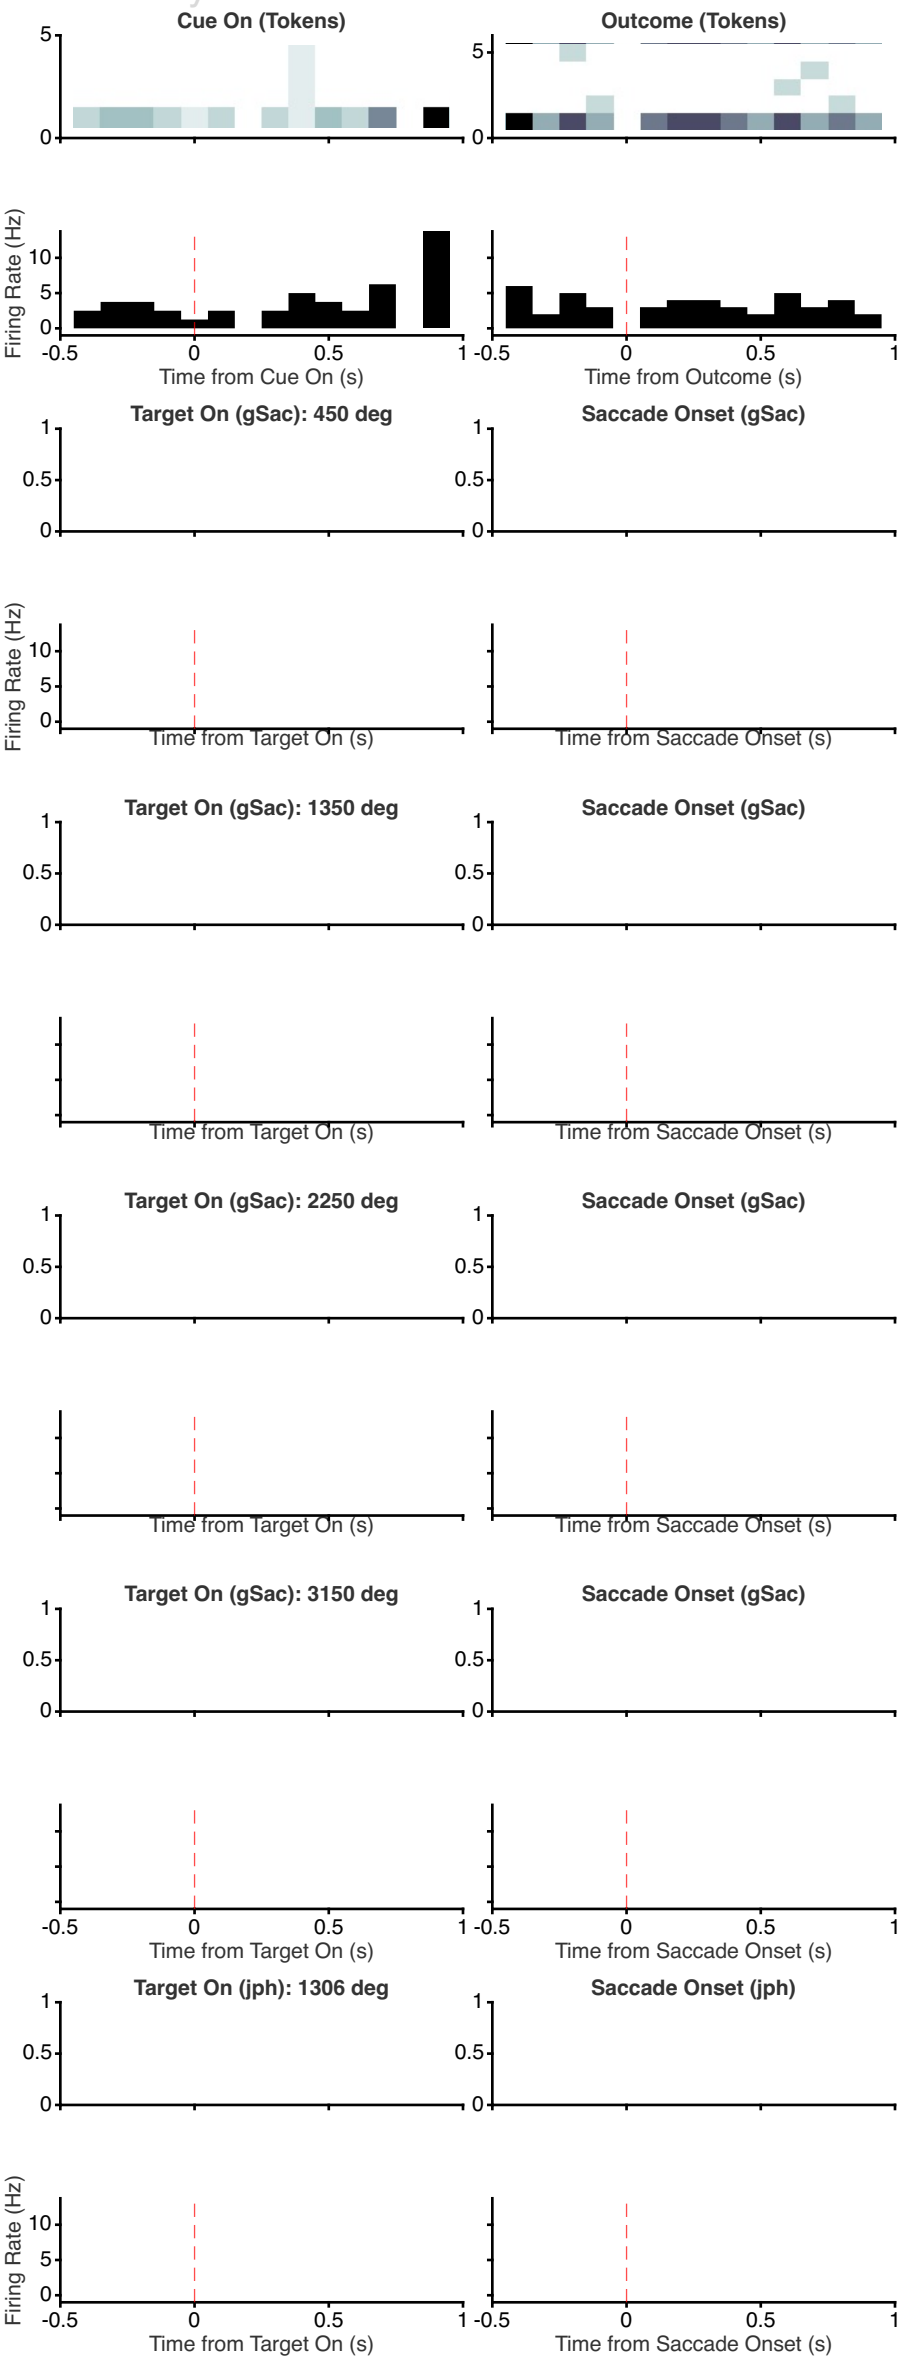 Cue On (Tokens) Outcome (Tokens)
5 5
0 0
Firing Rate (Hz)
10
5
0
-0.5 0 0.5 1 -0.5 0 0.5 1
Time from Cue On (s) Time from Outcome (s)
Target On (gSac): 450 deg Saccade Onset (gSac)
1 1
0.5 0.5
0 0
Firing Rate (Hz)
10
5
0
Time from Target On (s) Time from Saccade Onset (s)
Target On (gSac): 1350 deg Saccade Onset (gSac)
1 1
0.5 0.5
0 0
Time from Target On (s) Time from Saccade Onset (s)
Target On (gSac): 2250 deg Saccade Onset (gSac)
1 1
0.5 0.5
0 0
Time from Target On (s) Time from Saccade Onset (s)
Target On (gSac): 3150 deg Saccade Onset (gSac)
1 1
0.5 0.5
0 0
-0.5 0 0.5 1 -0.5 0 0.5 1
Time from Target On (s) Time from Saccade Onset (s)
Target On (jph): 1306 deg Saccade Onset (jph)
1 1
0.5 0.5
0 0
Firing Rate (Hz)
10
5
0
-0.5 0 0.5 1 -0.5 0 0.5 1
Time from Target On (s) Time from Saccade Onset (s)